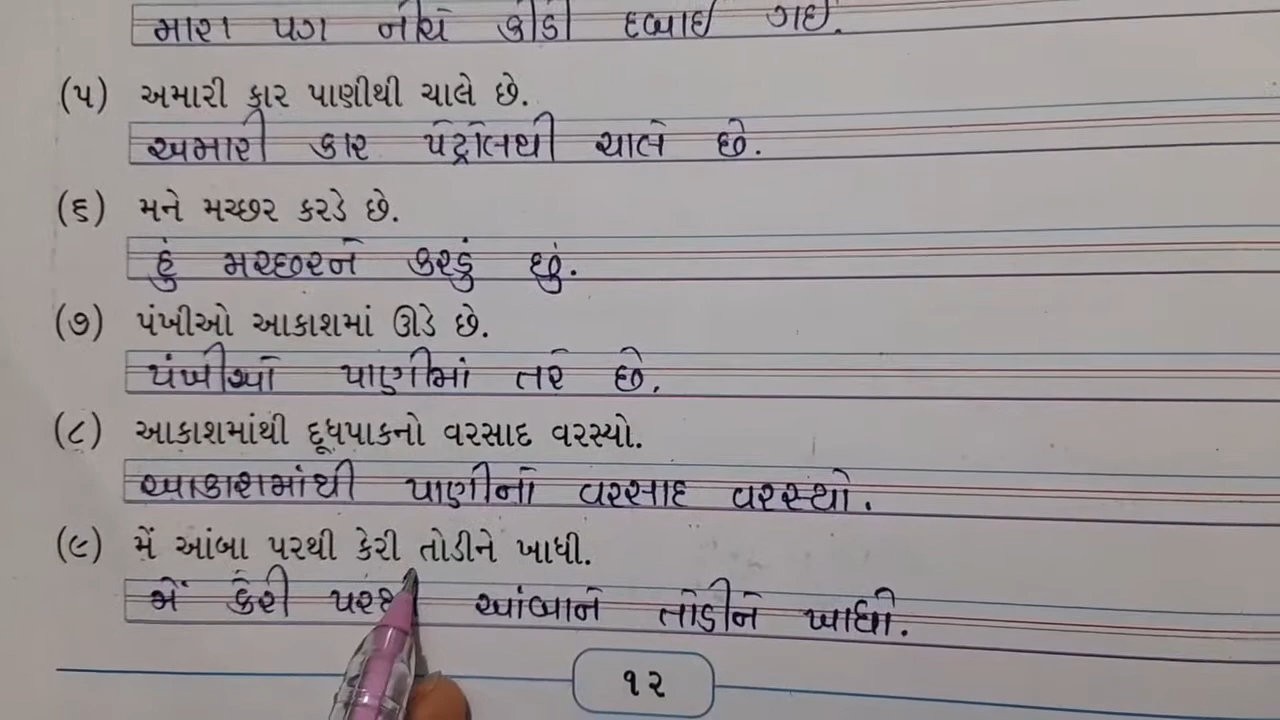 મારા પગ નીચે કીડી દબાઈ ગઈ.
(૫) અમારી કાર પાણીથી ચાલે છે.
અમારી કાર પેટ્રોલથી ચાલે છે.
(૬) મને મચ્છર કરડે છે.
હું મચ્છરને કરડું છું.
(૭) પંખીઓ આકાશમાં ઊડે છે.
પંખીઓ પાણીમાં તરે છે.
(૮) આકાશમાંથી દૂધપાકનો વરસાદ વરસ્યો.
આકાશમાંથી પાણીનો વરસાદ વરસ્યો.
(૯) મેં આંબા પરથી કેરી તોડીને ખાધી.
મેં કેરી પરથી આંબાને તોડીને ખાધો.
૧૨